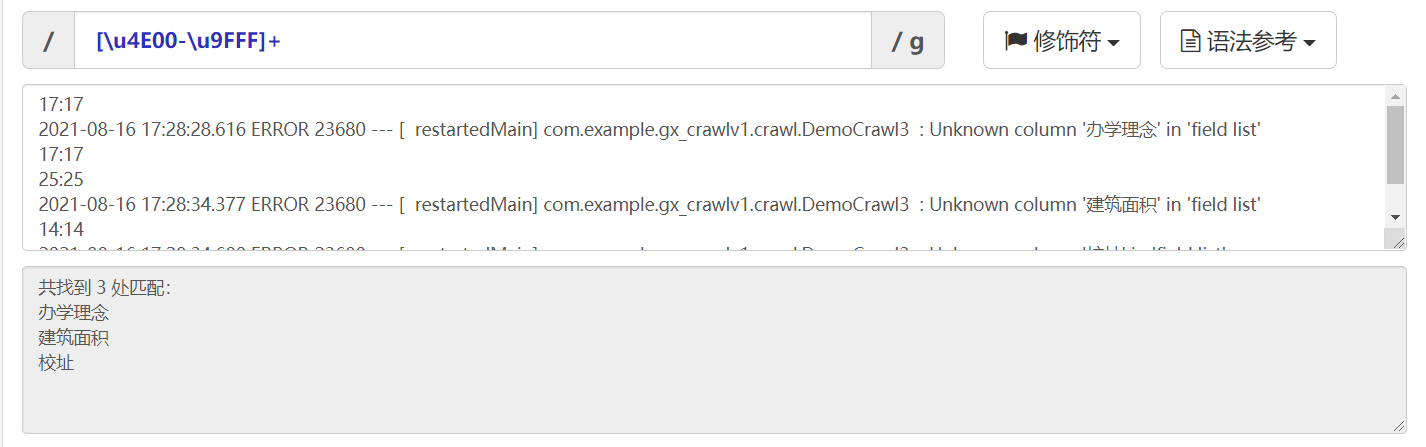 / [\u4E00-\u9FFF]+ / g 修饰符 语法参考
17:17
2021-08-16 17:28:28.616 ERROR 23680 --- [  restartedMain] com.example.gx_crawlv1.crawl.DemoCrawl3  : Unknown column '办学理念' in 'field list'
17:17
25:25
2021-08-16 17:28:34.377 ERROR 23680 --- [  restartedMain] com.example.gx_crawlv1.crawl.DemoCrawl3  : Unknown column '建筑面积' in 'field list'
14:14
共找到 3 处匹配：
办学理念
建筑面积
校址